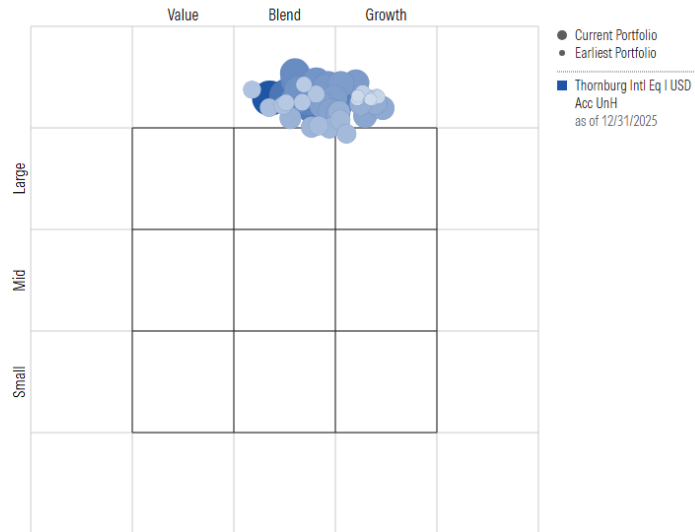 Value Blend Growth
Current Portfolio
Earliest Portfolio
Thornburg Intl Eq I USD
Acc UnH
as of 12/31/2025
Large
Mid
Small